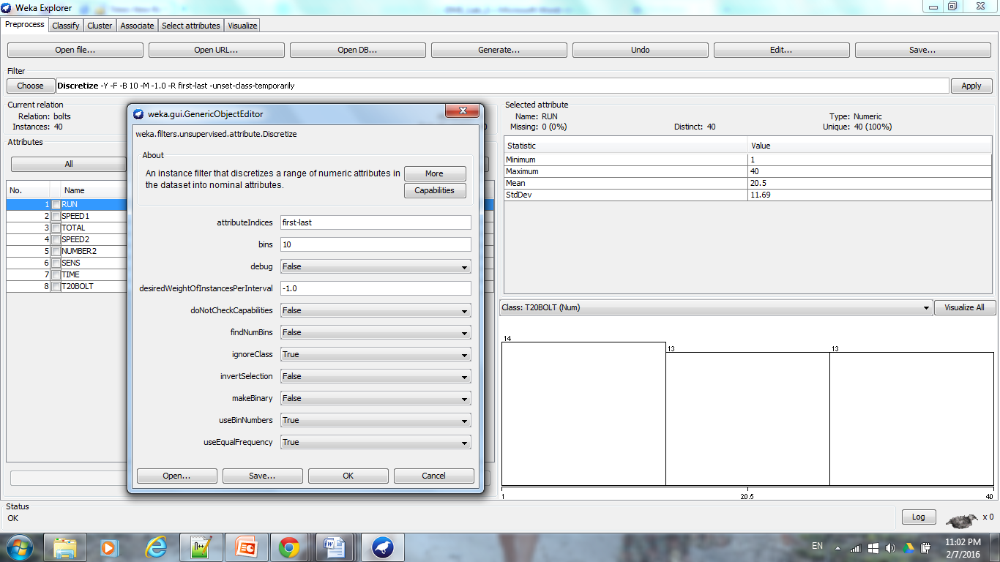 Weka Explorer
Preprocess Classify Cluster Associate Select attributes Visualize
Open file... Open URL... Open DB... Generate... Undo Edit... Save...
Filter
Choose Discretize -Y -F -B 10 -M -1.0 -R first-last -unset-class-temporarily Apply
Current relation
Relation: bolts
Instances: 40
Attributes
All
No. Name
1 RUN
2 SPEED1
3 TOTAL
4 SPEED2
5 NUMBER2
6 SENS
7 TIME
8 T20BOLT
weka.gui.GenericObjectEditor
weka.filters.unsupervised.attribute.Discretize
About
An instance filter that discretizes a range of numeric attributes in
the dataset into nominal attributes.
More
Capabilities
attributeIndices first-last
bins 10
debug False
desiredWeightOfInstancesPerInterval -1.0
doNotCheckCapabilities False
findNumBins False
ignoreClass True
invertSelection False
makeBinary False
useBinNumbers True
useEqualFrequency True
Open... Save... OK Cancel
Selected attribute
Name: RUN Type: Numeric
Missing: 0 (0%) Distinct: 40 Unique: 40 (100%)
Statistic Value
Minimum 1
Maximum 40
Mean 20.5
StdDev 11.69
Class: T20BOLT (Num) Visualize All
14 13 13
1 20.5 40
Status
OK
Log x 0
EN
11:02 PM
2/7/2016